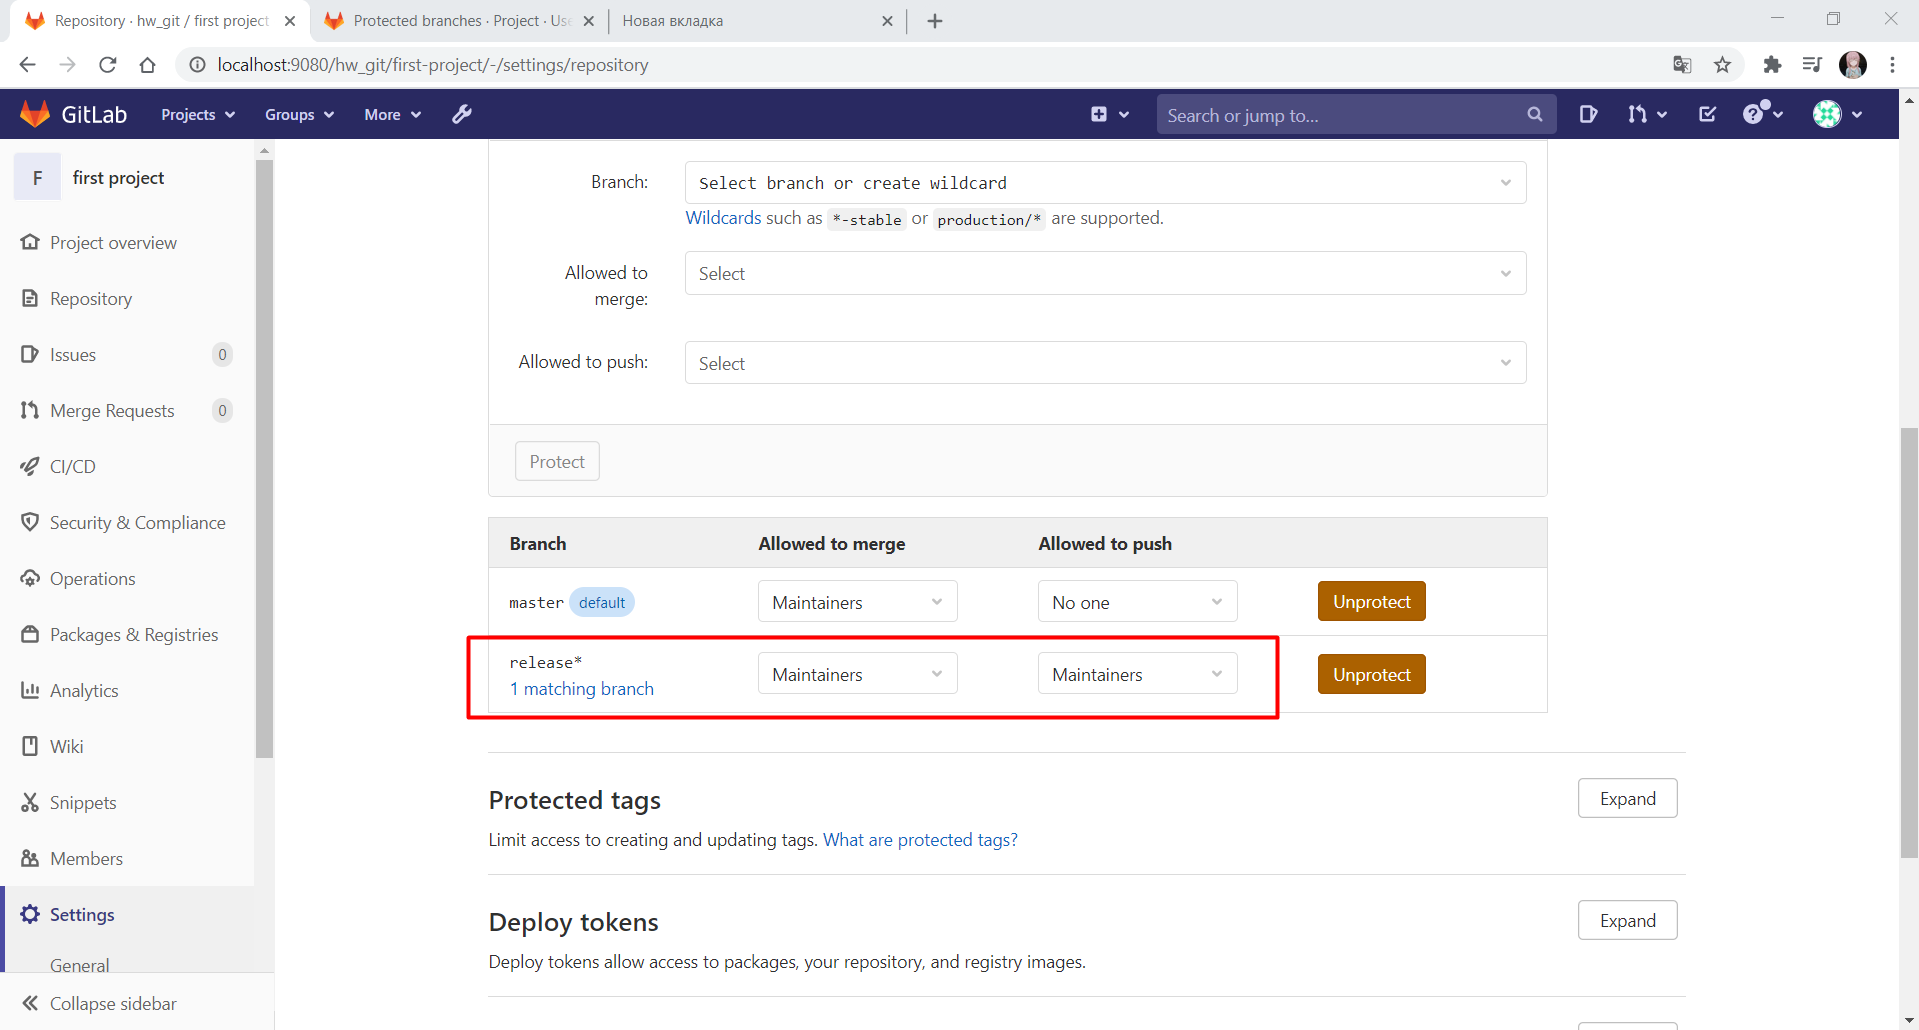 Repository · hw_git / first project
Protected branches · Project · Use
Новая вкладка
localhost:9080/hw_git/first-project/-/settings/repository
GitLab
Projects
Groups
More
Search or jump to...
F
first project
Project overview
Repository
Issues
0
Merge Requests
0
CI/CD
Security & Compliance
Operations
Packages & Registries
Analytics
Wiki
Snippets
Members
Settings
General
Collapse sidebar
Branch:
Select branch or create wildcard
Wildcards such as *-stable or production/* are supported.
Allowed to merge:
Select
Allowed to push:
Select
Protect
Branch Allowed to merge Allowed to push
master default Maintainers No one Unprotect
release*
1 matching branch
Maintainers Maintainers Unprotect
Protected tags
Expand
Limit access to creating and updating tags. What are protected tags?
Deploy tokens
Expand
Deploy tokens allow access to packages, your repository, and registry images.